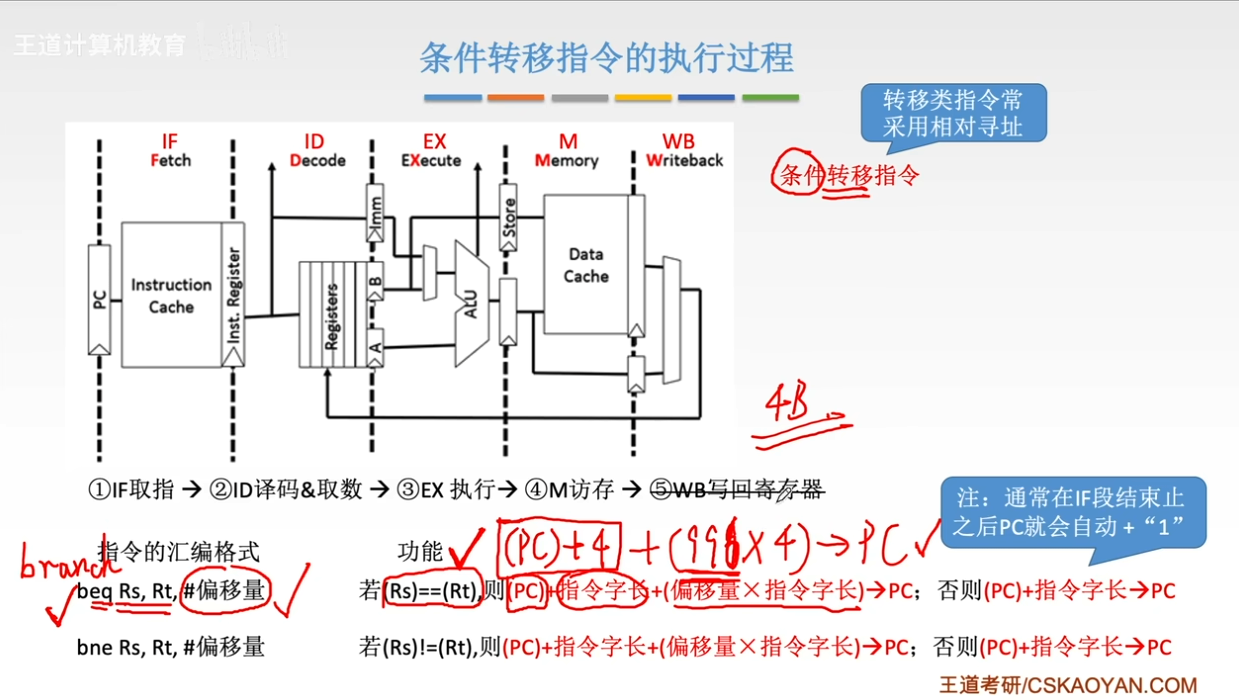 王道计算机教育
条件转移指令的执行过程
转移类指令常
采用相对寻址
条件转移指令
IF
ID
EX
M
WB
Fetch
Decode
EXecute
Memory
Writeback
PC
Instruction
Cache
Inst. Register
Registers
Imm
B
A
ALU
Store
Data
Cache
4B
①IF取指 → ②ID译码&取数 → ③EX 执行→ ④M访存 → ⑤WB写回寄存器
注：通常在IF段结束止
之后PC就会自动 +“1”
指令的汇编格式
功能
(PC)+4 + (996×4)→PC
branch
beq Rs, Rt, #偏移量
若(Rs)==(Rt),则(PC)+指令字长+(偏移量×指令字长)→PC；否则(PC)+指令字长→PC
bne Rs, Rt, #偏移量
若(Rs)!=(Rt),则(PC)+指令字长+(偏移量×指令字长)→PC；否则(PC)+指令字长→PC
王道考研/CSKAOYAN.COM